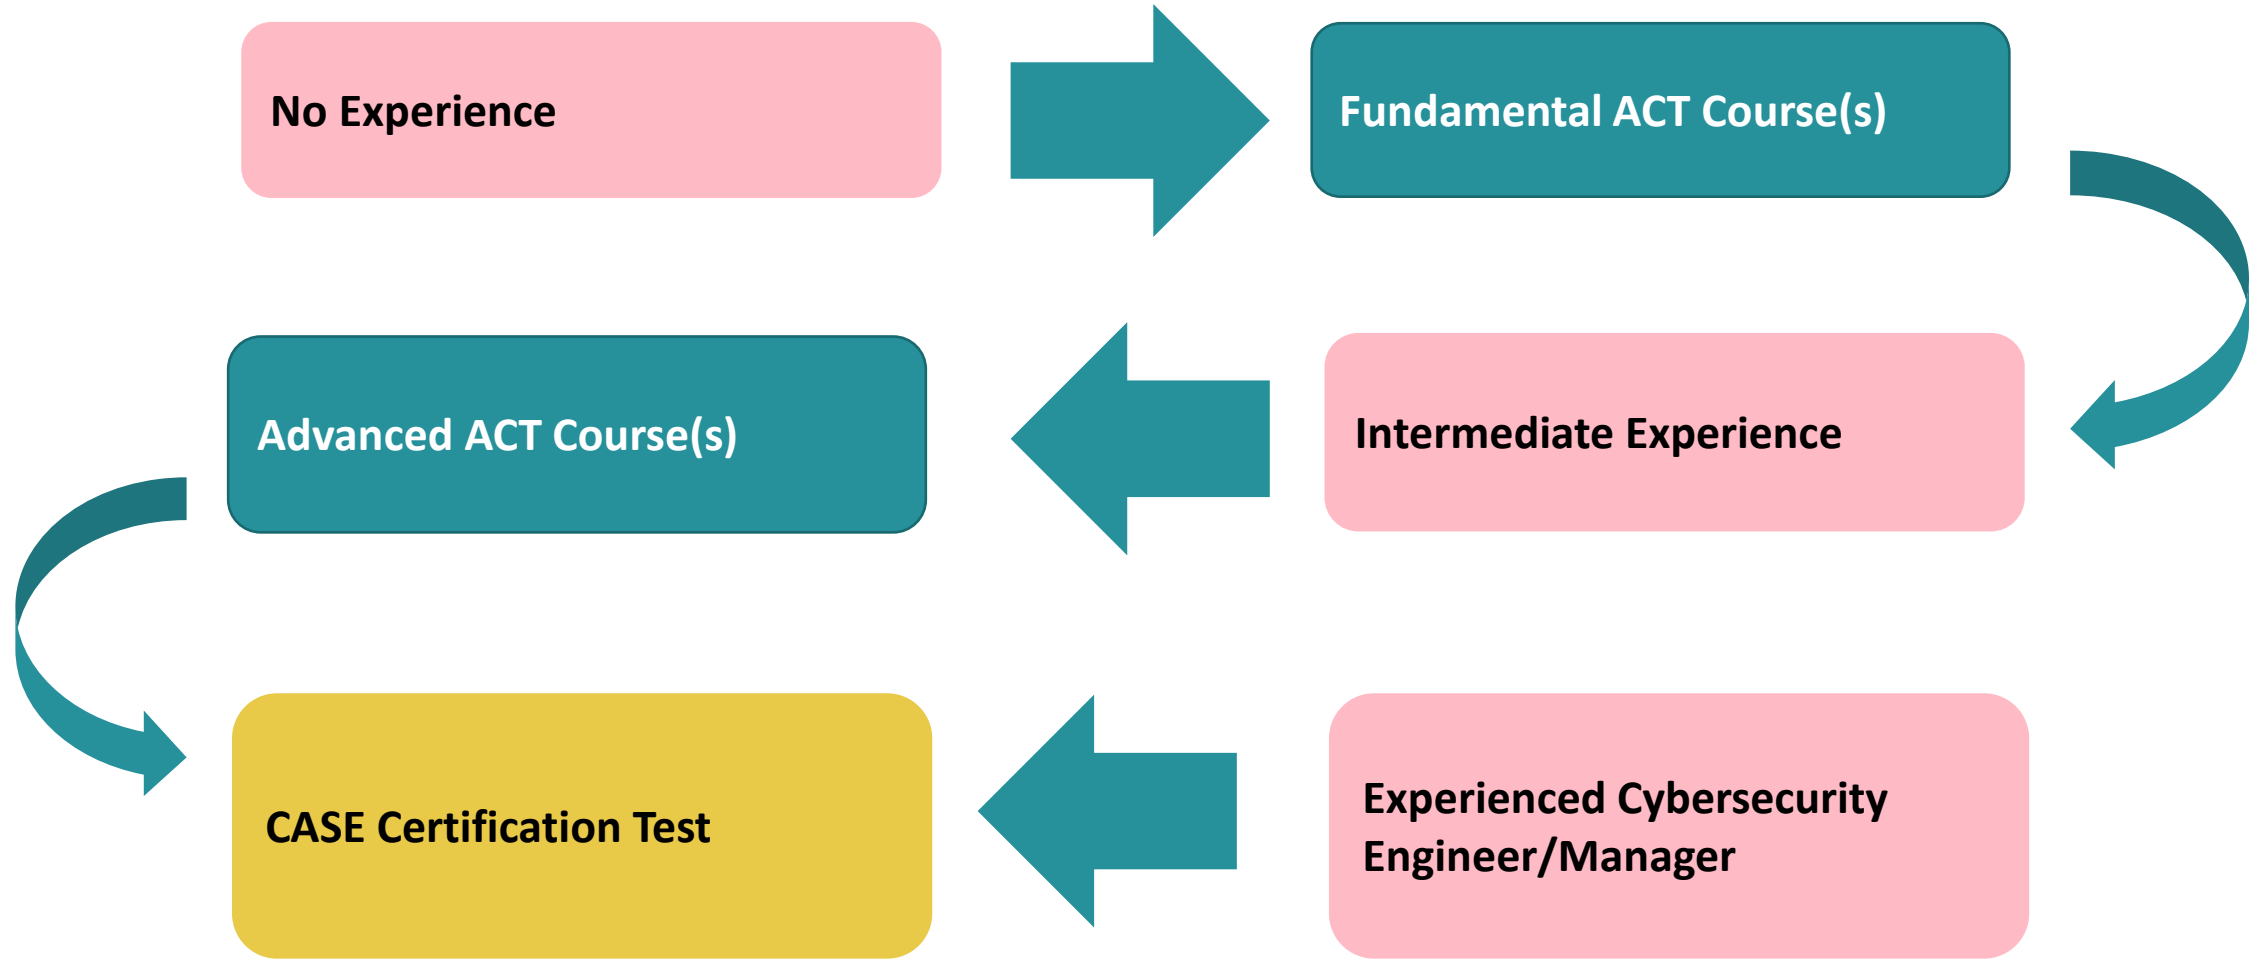 No Experience
Fundamental ACT Course(s)
Advanced ACT Course(s)
Intermediate Experience
CASE Certification Test
Experienced Cybersecurity
Engineer/Manager